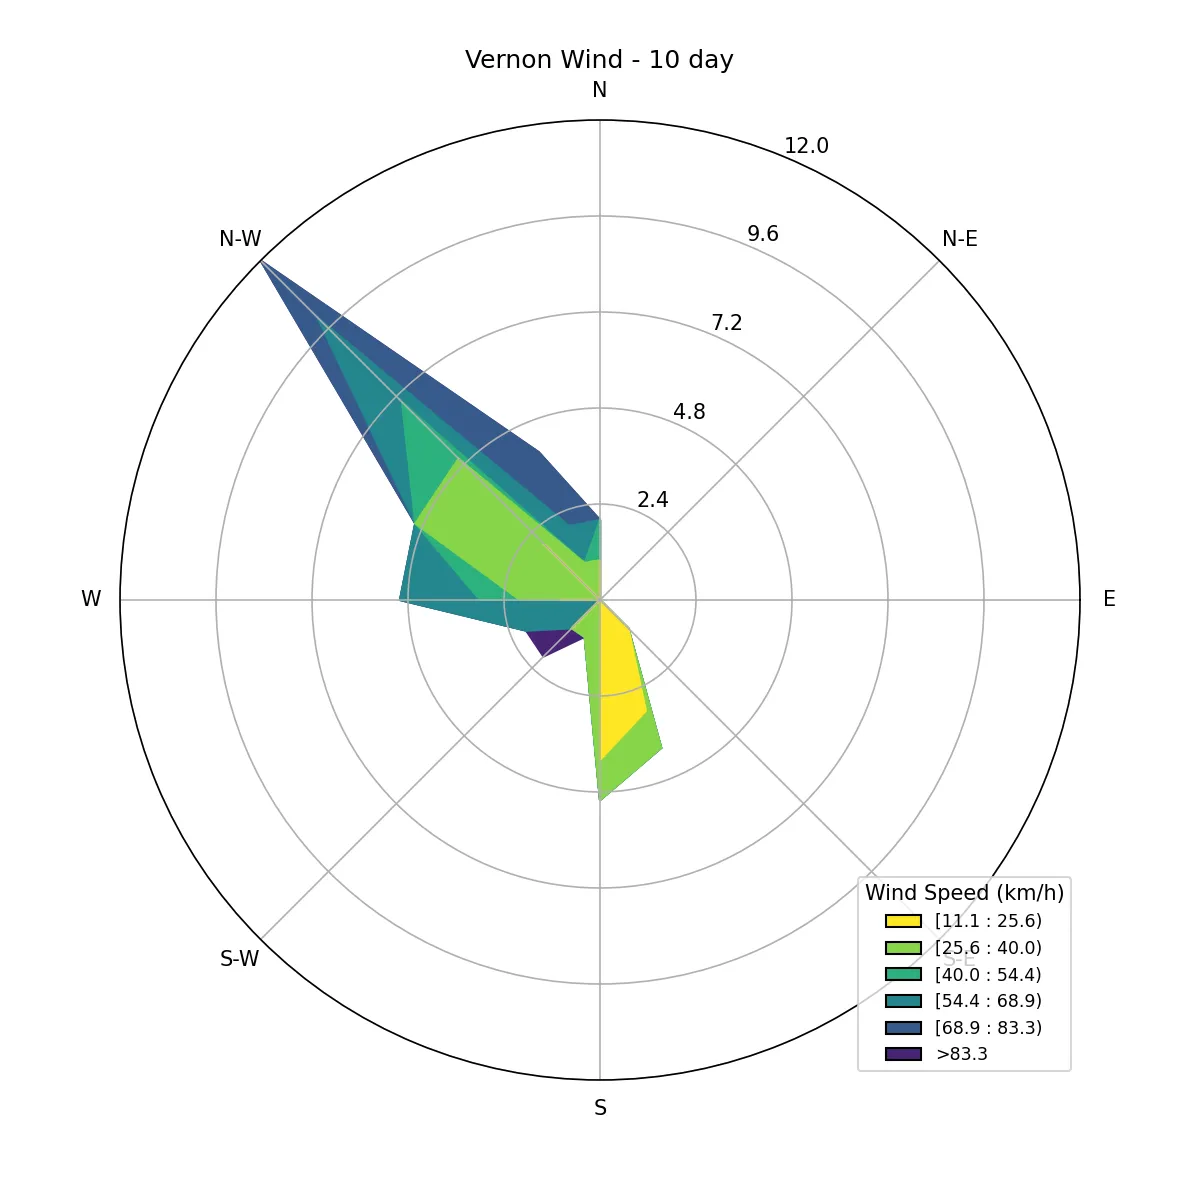 Vernon Wind - 10 day
N
12.0
9.6
N-W
N-E
7.2
4.8
2.4
W
E
Wind Speed (km/h)
[11.1 : 25.6)
[25.6 : 40.0)
S-W
S-E
[40.0 : 54.4)
[54.4 : 68.9)
[68.9 : 83.3)
>83.3
S